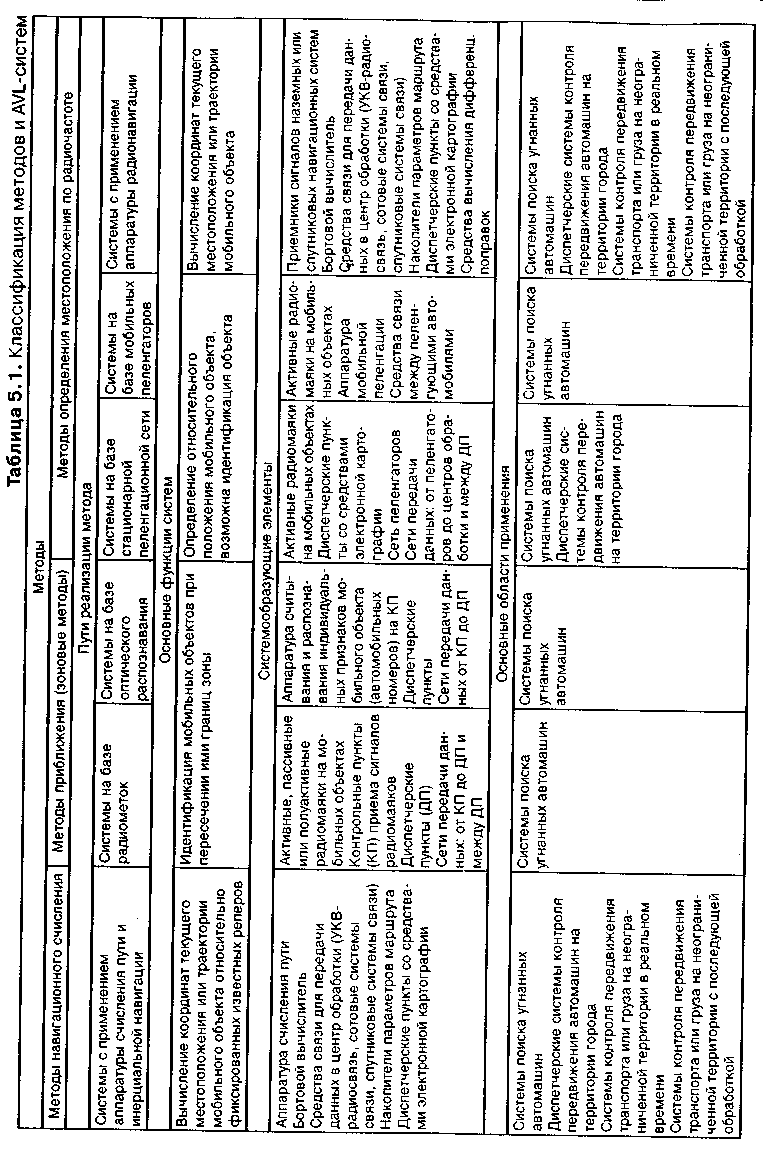 Таблица 5.1. Классификация методов и AVL-систем
Методы
Методы навигационного счисления
Методы приближения (зоновые методы)
Методы определения местоположения по радиочастоте
Пути реализации метода
Системы с применением
аппаратуры счисления пути и
инерциальной навигации
Системы на базе
радиометок
Системы на базе
оптического
распознавания
Системы на базе
стационарной
пеленгационной сети
Системы на
базе мобильных
пеленгаторов
Системы с применением
аппаратуры радионавигации
Основные функции систем
Вычисление координат текущего
местоположения или траектории
мобильного объекта относительно
фиксированных известных реперов
Идентификация мобильных объектов при
пересечении ими границ зоны
Определение относительного
положения мобильного объекта,
возможна идентификация объекта
Вычисление координат текущего
местоположения или траектории
мобильного объекта
Системообразующие элементы
Аппаратура счисления пути
Бортовой вычислитель
Средства связи для передачи
данных в центр обработки (УКВ-
радиосвязь, сотовые системы
связи, спутниковые системы связи)
Накопители параметров маршрута
Диспетчерские пункты со средства-
ми электронной картографии
Активные, пассивные
или полуактивные
радиомаяки на мо-
бильных объектах
Контрольные пункты
(КП) приема сигналов
радиомаяков
Диспетчерские
пункты (ДП)
Сети передачи дан-
ных: от КП до ДП и
между ДП
Аппаратура считы-
вания и распозна-
вания индивидуаль-
ных признаков мо-
бильного объекта
(автомобильных
номеров) на КП
Диспетчерские
пункты
Сети передачи дан-
ных от КП до ДП
Активные радиомаяки
на мобильных объектах
Диспетчерские пунк-
ты со средствами
электронной карто-
графии
Сеть пеленгаторов
Сети передачи
данных: от пеленгато-
ров до центров обра-
ботки и между ДП
Активные радио-
маяки на мобиль-
ных объектах
Аппаратура
мобильной
пеленгации
Средства связи
между пелен-
гующими авто-
мобилями
Приемники сигналов наземных или
спутниковых навигационных систем
Бортовой вычислитель
Средства связи для передачи дан-
ных в центр обработки (УКВ-радио-
связь, сотовые системы связи,
спутниковые системы связи)
Накопители параметров маршрута
Диспетчерские пункты со средства-
ми электронной картографии
Средства вычисления дифференц.
поправок
Основные области применения
Системы поиска угнанных
автомашин
Диспетчерские системы контроля
передвижения автомашин на
территории города
Системы контроля передвижения
транспорта или груза на неогра-
ниченной территории в реальном
времени
Системы контроля передвижения
транспорта или груза на неограни-
ченной территории с последующей
обработкой
Системы поиска
угнанных автомашин
Системы поиска
угнанных
автомашин
Системы поиска
угнанных автомашин
Диспетчерские сис-
темы контроля пере-
движения автомашин
на территории города
Системы поиска
угнанных
автомашин
Системы поиска угнанных
автомашин
Диспетчерские системы контроля
передвижения автомашин на
территории города
Системы контроля передвижения
транспорта или груза на неогра-
ниченной территории в реальном
времени
Системы контроля передвижения
транспорта или груза на неограни-
ченной территории с последующей
обработкой